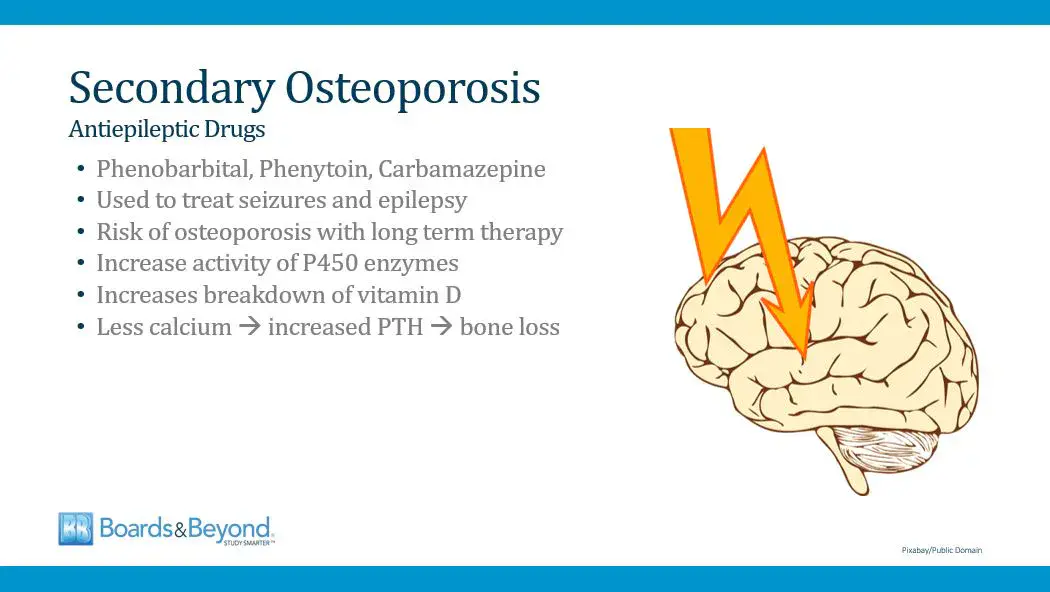 Secondary Osteoporosis
Antiepileptic Drugs
• Phenobarbital, Phenytoin, Carbamazepine
• Used to treat seizures and epilepsy
• Risk of osteoporosis with long term therapy
• Increase activity of P450 enzymes
• Increases breakdown of vitamin D
• Less calcium → increased PTH → bone loss
BB Boards&Beyond®
STUDY SMARTER™
Pixabay/Public Domain